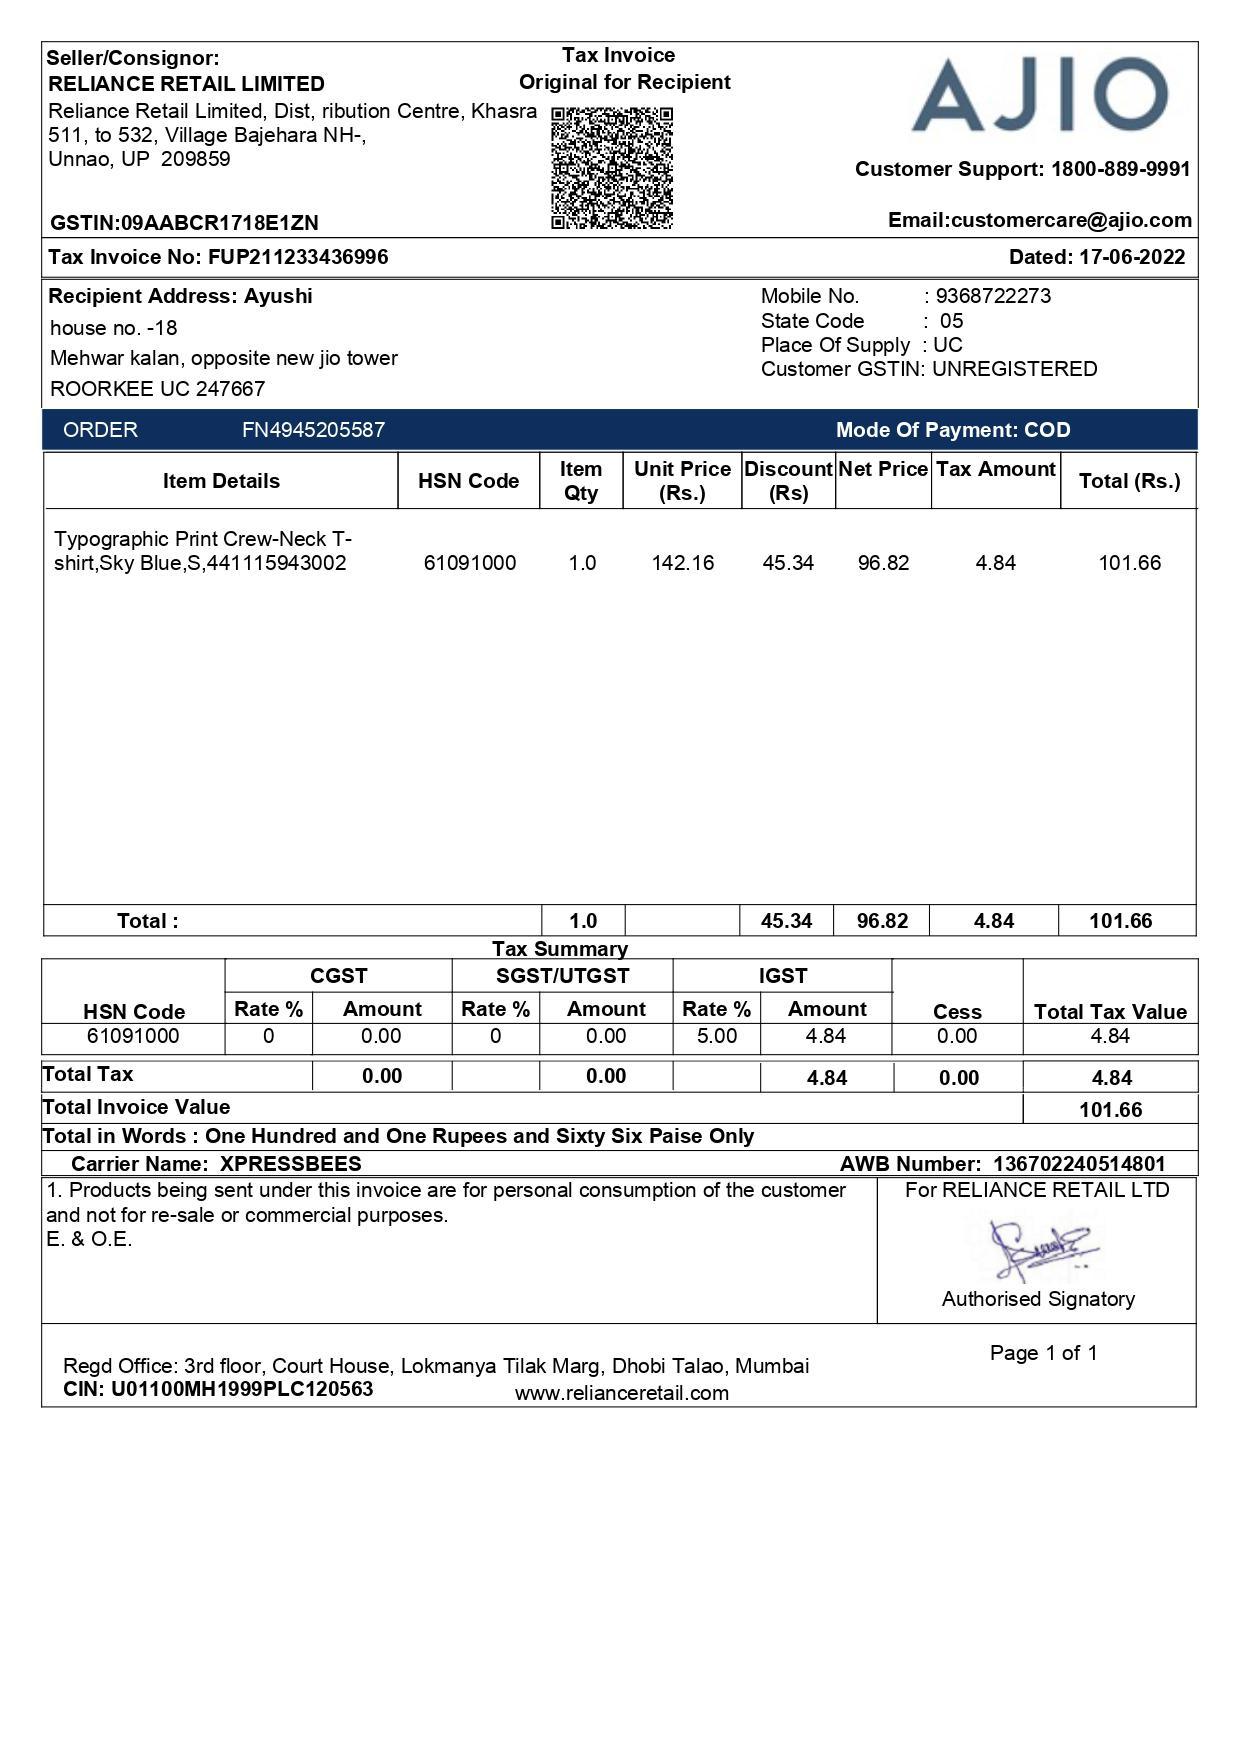 Seller/Consignor:
RELIANCE RETAIL LIMITED
Reliance Retail Limited, Dist, ribution Centre, Khasra
511, to 532, Village Bajehara NH-,
Unnao, UP 209859
GSTIN:09AABCR1718E1ZN
Tax Invoice
Original for Recipient
AJIO
Customer Support: 1800-889-9991
Email:customercare@ajio.com
Tax Invoice No: FUP211233436996 Dated: 17-06-2022
Recipient Address: Ayushi
house no. -18
Mehwar kalan, opposite new jio tower
ROORKEE UC 247667
Mobile No. : 9368722273
State Code : 05
Place Of Supply : UC
Customer GSTIN: UNREGISTERED
ORDER FN4945205587 Mode Of Payment: COD
Item Details HSN Code Item Qty Unit Price (Rs.) Discount (Rs) Net Price Tax Amount Total (Rs.)
Typographic Print Crew-Neck T-
shirt,Sky Blue,S,441115943002 61091000 1.0 142.16 45.34 96.82 4.84 101.66
Total : 1.0 45.34 96.82 4.84 101.66
Tax Summary
CGST SGST/UTGST IGST
HSN Code Rate % Amount Rate % Amount Rate % Amount Cess Total Tax Value
61091000 0 0.00 0 0.00 5.00 4.84 0.00 4.84
Total Tax 0.00 0.00 4.84 0.00 4.84
Total Invoice Value 101.66
Total in Words : One Hundred and One Rupees and Sixty Six Paise Only
Carrier Name: XPRESSBEES AWB Number: 136702240514801
1. Products being sent under this invoice are for personal consumption of the customer
and not for re-sale or commercial purposes.
E. & O.E.
For RELIANCE RETAIL LTD
Authorised Signatory
Page 1 of 1
Regd Office: 3rd floor, Court House, Lokmanya Tilak Marg, Dhobi Talao, Mumbai
CIN: U01100MH1999PLC120563
www.relianceretail.com